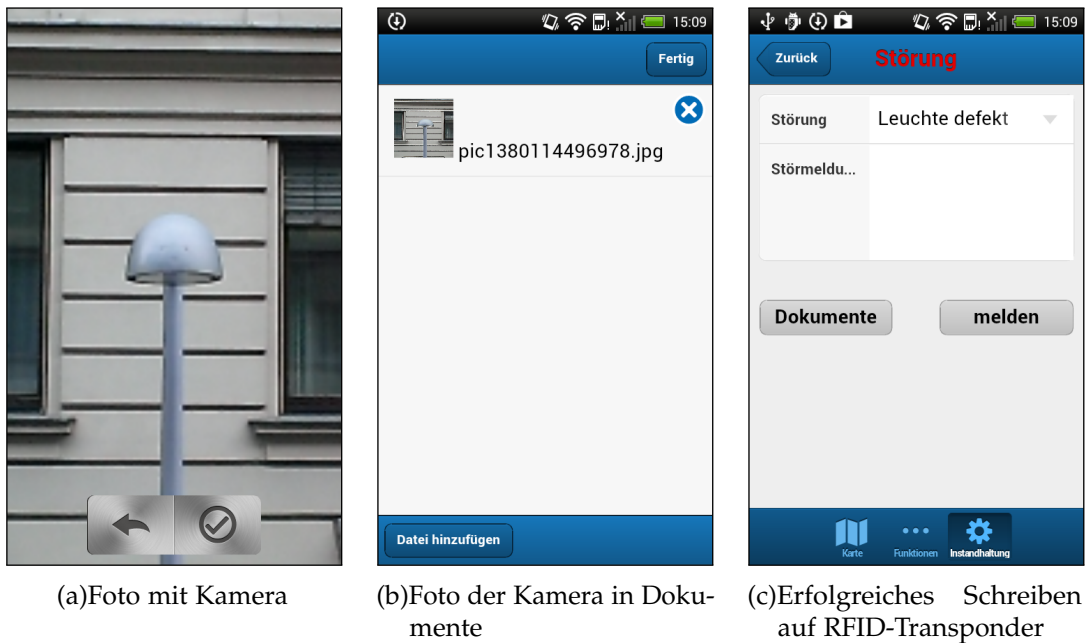 15:09
Fertig
pic1380114496978.jpg
Datei hinzufügen
15:09
Zurück
Störung
Störung
Leuchte defekt
Störmeldu...
Dokumente
melden
Karte
Funktionen
Instandhaltung
(a)Foto mit Kamera
(b)Foto der Kamera in Doku-
mente
(c)Erfolgreiches Schreiben
auf RFID-Transponder